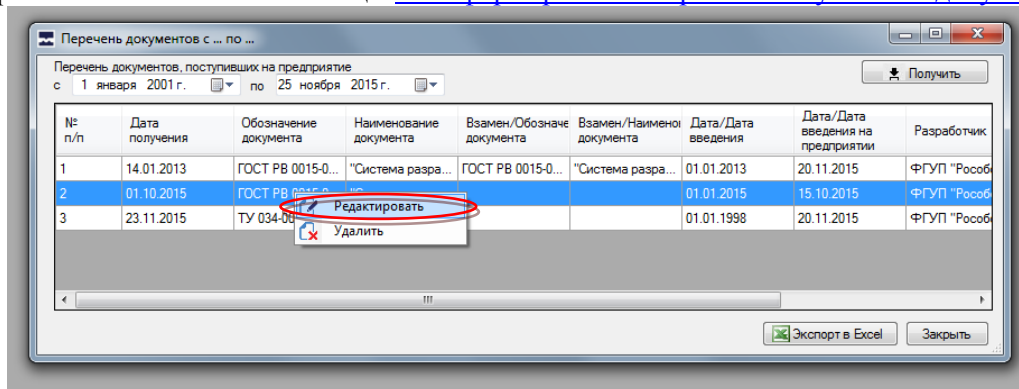 Перечень документов с ... по ...
Перечень документов, поступивших на предприятие
с 1 января 2001 г. по 25 ноября 2015 г. Получить
№ п/п Дата получения Обозначение документа Наименование документа Взамен/Обозначе документа Взамен/Наименов документа Дата/Дата введения Дата/Дата введения на предприятии Разработчик
1 14.01.2013 ГОСТ РВ 0015-0... "Система разра... ГОСТ РВ 0015-0... "Система разра... 01.01.2013 20.11.2015 ФГУП "Рособ
2 01.10.2015 ГОСТ РВ 0015-0 "С 01.01.2015 15.10.2015 ФГУП "Рособ
Редактировать
3 23.11.2015 ТУ 034-00 01.01.1998 20.11.2015 ФГУП "Рособ
Удалить
Экспорт в Excel Закрыть